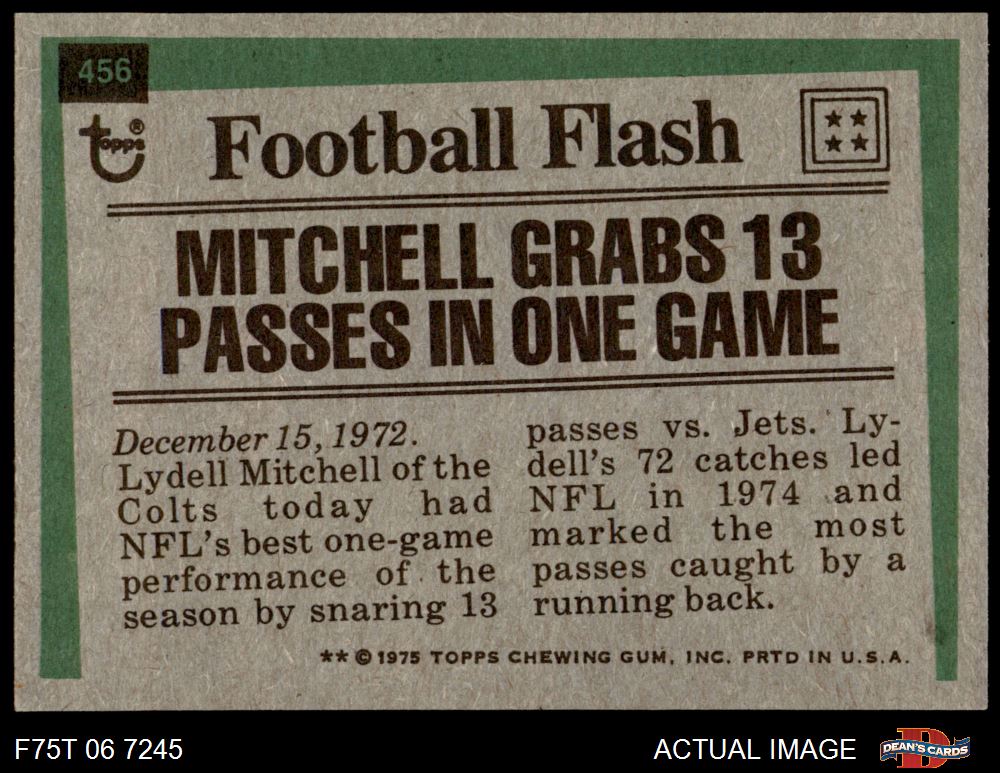 456
topps®
Football Flash
MITCHELL GRABS 13
PASSES IN ONE GAME
December 15, 1972.
Lydell Mitchell of the
Colts today had
NFL's best one-game
performance of the
season by snaring 13
passes vs. Jets. Ly-
dell's 72 catches led
NFL in 1974 and
marked the most
passes caught by a
running back.
** © 1975 TOPPS CHEWING GUM, INC. PRTD IN U.S.A.
F75T 06 7245
ACTUAL IMAGE
D
DEAN'S CARDS